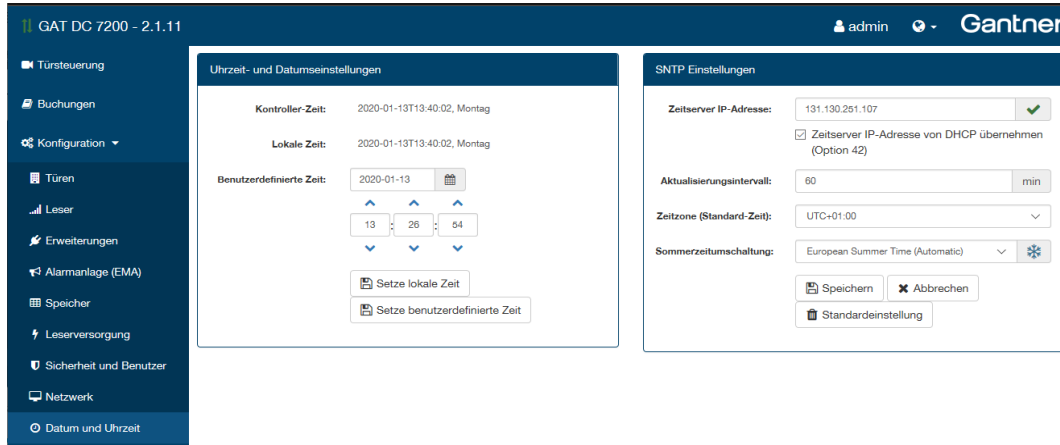 GAT DC 7200 - 2.1.11
admin
Gantner
Türsteuerung
Buchungen
Konfiguration
Türen
Leser
Erweiterungen
Alarmanlage (EMA)
Speicher
Leserversorgung
Sicherheit und Benutzer
Netzwerk
Datum und Uhrzeit
Uhrzeit- und Datumseinstellungen
Kontroller-Zeit: 2020-01-13T13:40:02, Montag
Lokale Zeit: 2020-01-13T13:40:02, Montag
Benutzerdefinierte Zeit: 2020-01-13
13 : 26 : 54
Setze lokale Zeit
Setze benutzerdefinierte Zeit
SNTP Einstellungen
Zeitserver IP-Adresse: 131.130.251.107
Zeitserver IP-Adresse von DHCP übernehmen
(Option 42)
Aktualisierungsintervall: 60 min
Zeitzone (Standard-Zeit): UTC+01:00
Sommerzeitumschaltung: European Summer Time (Automatic)
Speichern Abbrechen
Standardeinstellung